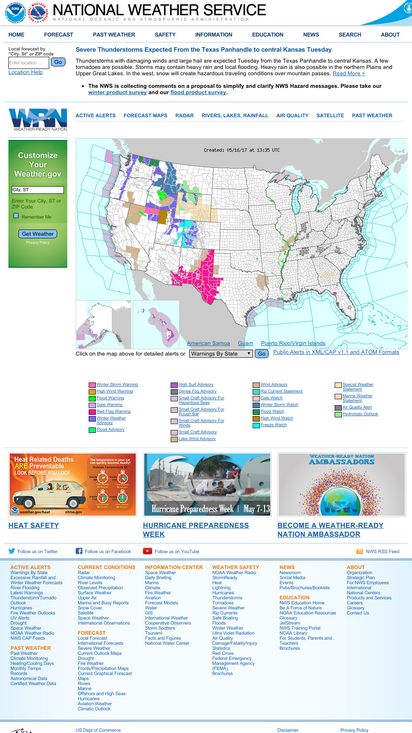 NATIONAL WEATHER SERVICE
NATIONAL OCEANIC AND ATMOSPHERIC ADMINISTRATION
HOME FORECAST PAST WEATHER SAFETY INFORMATION EDUCATION NEWS SEARCH ABOUT
Local forecast by
"City, St" or ZIP code
Enter location ...
Go
Location Help
Severe Thunderstorms Expected From the Texas Panhandle to central Kansas Tuesday
Thunderstorms with damaging winds and large hail are expected Tuesday from the Texas Panhandle to central Kansas. A few
tornadoes are possible. Storms may contain heavy rain and local flooding. Heavy rain is also possible in the northern Plains and
Upper Great Lakes. In the west, snow will create hazardous traveling conditions over mountain passes. Read More >
The NWS is collecting comments on a proposal to simplify and clarify NWS Hazard messages. Please take our
winter product survey and our flood product survey.
WRN
WEATHER-READY NATION
ACTIVE ALERTS FORECAST MAPS RADAR RIVERS, LAKES, RAINFALL AIR QUALITY SATELLITE PAST WEATHER
Customize
Your
Weather.gov
City, ST
Enter Your City, ST or
ZIP Code
Remember Me
Get Weather
Privacy Policy
Created: 05/16/17 at 13:35 UTC
American Samoa Guam Puerto Rico/Virgin Islands
Click on the map above for detailed alerts or
Warnings By State
Go
Public Alerts in XML/CAP v1.1 and ATOM Formats
Winter Storm Warning
High Wind Warning
Flood Warning
Gale Warning
Red Flag Warning
Winter Weather
Advisory
Flood Advisory
High Surf Advisory
Dense Fog Advisory
Small Craft Advisory For
Hazardous Seas
Small Craft Advisory For
Rough Bar
Small Craft Advisory For
Winds
Small Craft Advisory
Lake Wind Advisory
Wind Advisory
Rip Current Statement
Gale Watch
Winter Storm Watch
Flood Watch
High Wind Watch
Freeze Watch
Special Weather
Statement
Marine Weather
Statement
Air Quality Alert
Hydrologic Outlook
Heat Related Deaths
ARE Preventable
LOOK BEFORE YOU LOCK
weather.gov/heat
nhtsa.gov
Hurricane Preparedness Week | May 7-13
WEATHER-READY NATION
AMBASSADORS
HEAT SAFETY
HURRICANE PREPAREDNESS
WEEK
BECOME A WEATHER-READY
NATION AMBASSADOR
Follow us on Twitter
Follow us on Facebook
Follow us on YouTube
NWS RSS Feed
ACTIVE ALERTS
Warnings By State
Excessive Rainfall and
Winter Weather Forecasts
River Flooding
Latest Warnings
Thunderstorm/Tornado
Outlook
Hurricanes
Fire Weather Outlooks
UV Alerts
Drought
Space Weather
NOAA Weather Radio
NWS CAP Feeds
PAST WEATHER
Past Weather
Climate Monitoring
Heating/Cooling Days
Monthly Temps
Records
Astronomical Data
Certified Weather Data
CURRENT CONDITIONS
Radar
Climate Monitoring
River Levels
Observed Precipitation
Surface Weather
Upper Air
Marine and Buoy Reports
Snow Cover
Satellite
Space Weather
International Observations
FORECAST
Local Forecast
International Forecasts
Severe Weather
Current Outlook Maps
Drought
Fire Weather
Fronts/Precipitation Maps
Current Graphical Forecast
Maps
Rivers
Marine
Offshore and High Seas
Hurricanes
Aviation Weather
Climatic Outlook
INFORMATION CENTER
Space Weather
Daily Briefing
Marine
Climate
Fire Weather
Aviation
Forecast Models
Water
GIS
International Weather
Cooperative Observers
Storm Spotters
Tsunami
Facts and Figures
National Water Center
WEATHER SAFETY
NOAA Weather Radio
StormReady
Heat
Lightning
Hurricanes
Thunderstorms
Tornadoes
Severe Weather
Rip Currents
Safe Boating
Floods
Winter Weather
Ultra Violet Radiation
Air Quality
Damage/Fatality/Injury
Statistics
Red Cross
Federal Emergency
Management Agency
(FEMA)
Brochures
NEWS
Newsroom
Social Media
Events
Pubs/Brochures/Booklets
EDUCATION
NWS Education Home
Be A Force of Nature
NOAA Education Resources
Glossary
JetStream
NWS Training Portal
NOAA Library
For Students, Parents and
Teachers
Brochures
ABOUT
Organization
Strategic Plan
For NWS Employees
International
National Centers
Products and Services
Careers
Glossary
Contact Us
US Dept of Commerce
Disclaimer
Privacy Policy